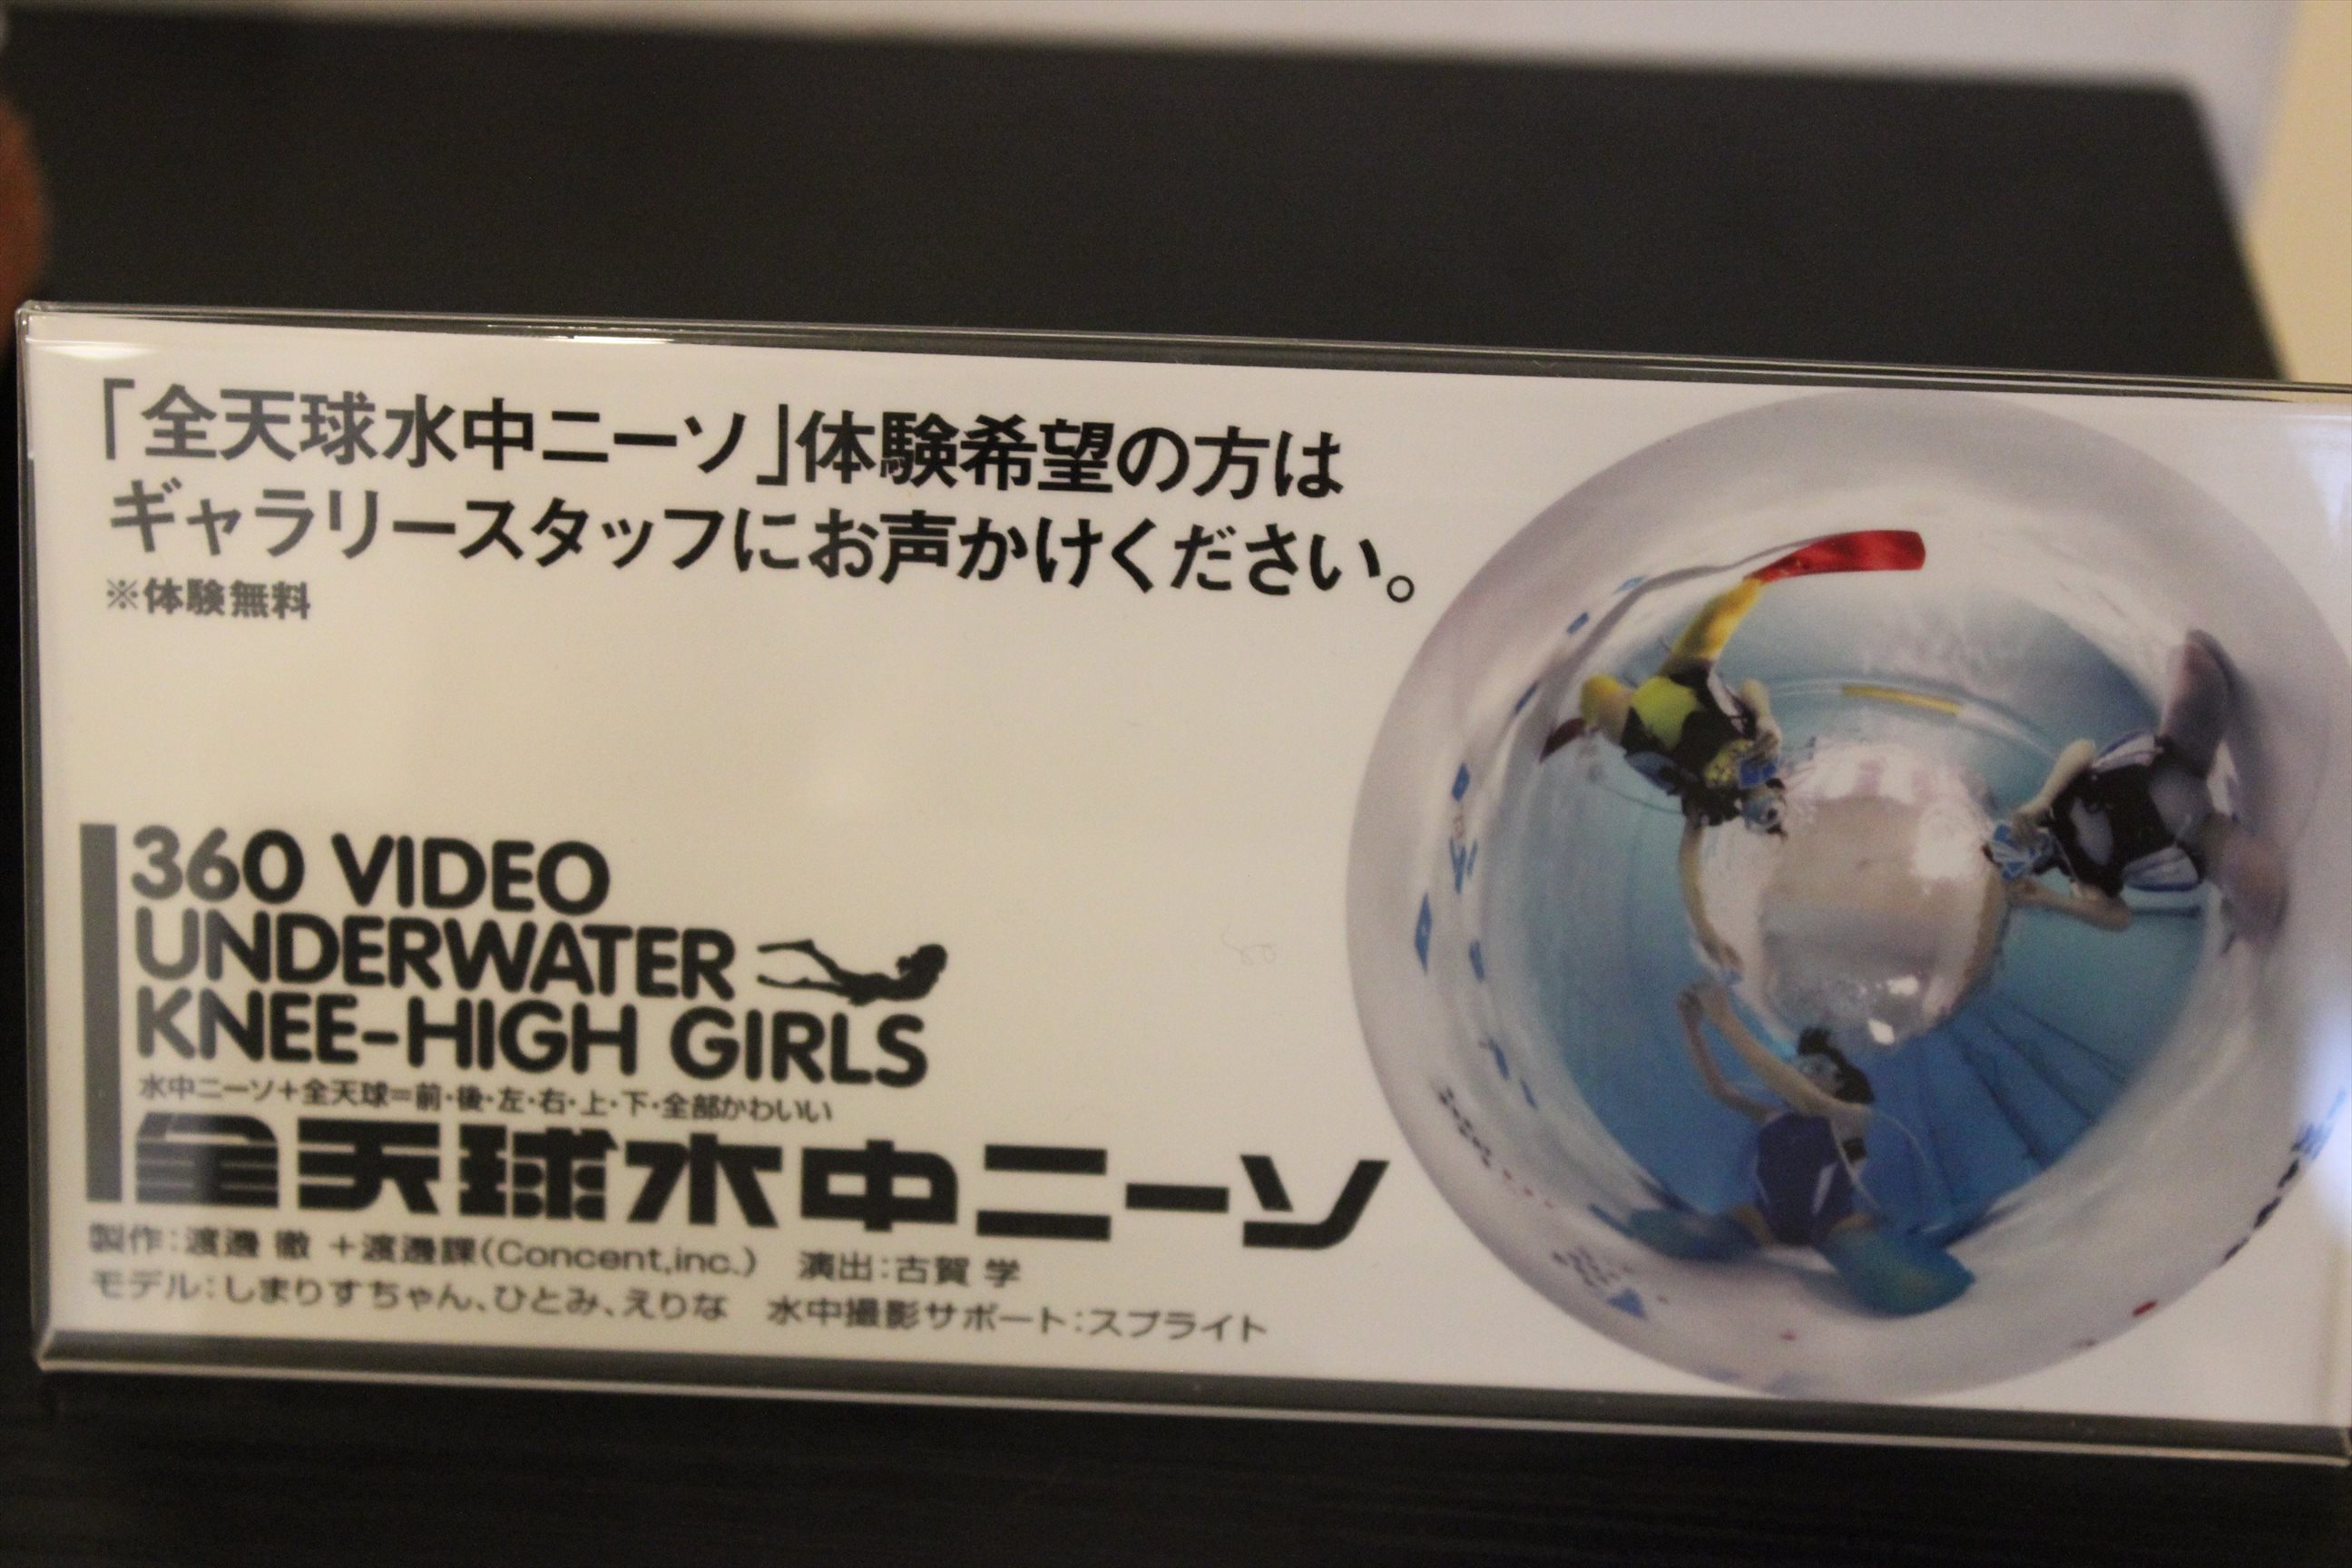 「全天球水中ニーソ」体験希望の方は
ギャラリースタッフにお声かけください。
※体験無料
360 VIDEO
UNDERWATER
KNEE-HIGH GIRLS
水中ニーソ+全天球=前・後・左・右・上・下・全部かわいい
全天球水中ニーソ
製作:渡邊 徹 +渡邊課(Concent,inc.) 演出:古賀 学
モデル:しまりすちゃん、ひとみ、えりな 水中撮影サポート:スプライト